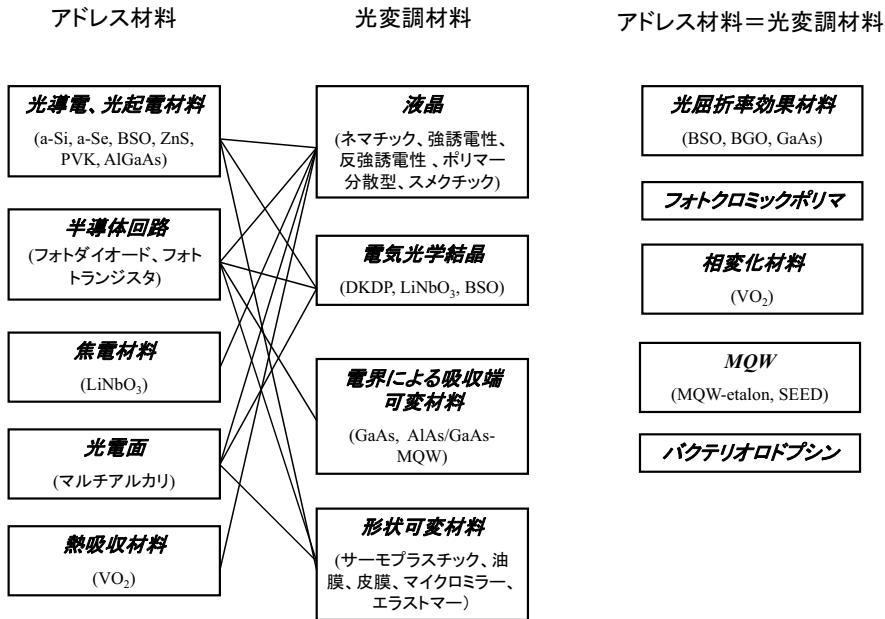 アドレス材料
光変調材料
アドレス材料＝光変調材料
光導電、光起電材料
(a-Si, a-Se, BSO, ZnS,
PVK, AlGaAs)
半導体回路
(フォトダイオード、フォト
トランジスタ)
焦電材料
(LiNbO₃)
光電面
(マルチアルカリ)
熱吸収材料
(VO₂)
液晶
(ネマチック、強誘電性、
反強誘電性 、ポリマー
分散型、スメクチック)
電気光学結晶
(DKDP, LiNbO₃, BSO)
電界による吸収端
可変材料
(GaAs, AlAs/GaAs-
MQW)
形状可変材料
(サーモプラスチック、油
膜、皮膜、マイクロミラー、
エラストマー）
光屈折率効果材料
(BSO, BGO, GaAs)
フォトクロミックポリマ
相変化材料
(VO₂)
MQW
(MQW-etalon, SEED)
バクテリオロドプシン